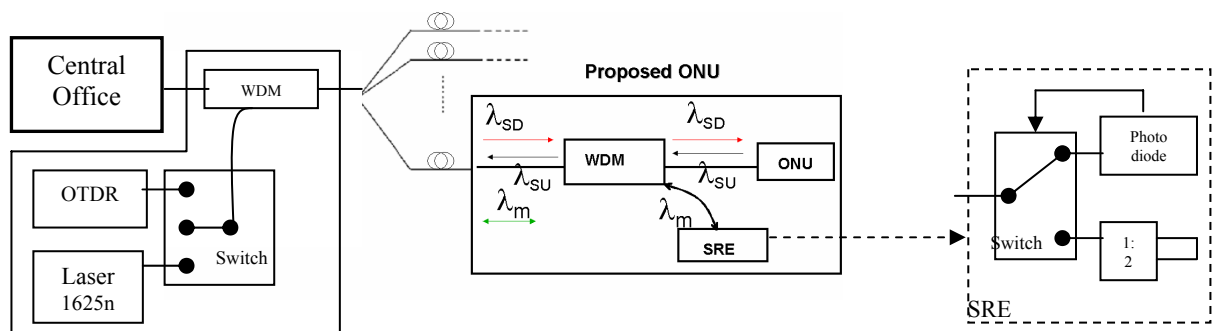 Central
Office
WDM
OTDR
Laser
1625n
Switch
Proposed ONU
λSD
λSD
WDM
ONU
λSU
λSU
λm
λm
SRE
Photo
diode
Switch
1:
2
SRE